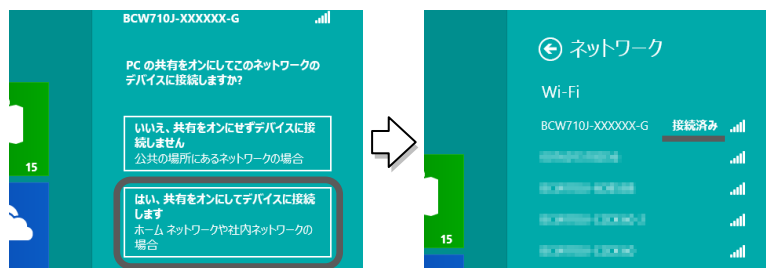 BCW710J-XXXXXX-G
PC の共有をオンにしてこのネットワークの
デバイスに接続しますか?
いいえ、共有をオンにせずデバイスに接
続しません
公共の場所にあるネットワークの場合
はい、共有をオンにしてデバイスに接続
します
ホーム ネットワークや社内ネットワークの
場合
15
ネットワーク
Wi-Fi
BCW710J-XXXXXX-G 接続済み
15